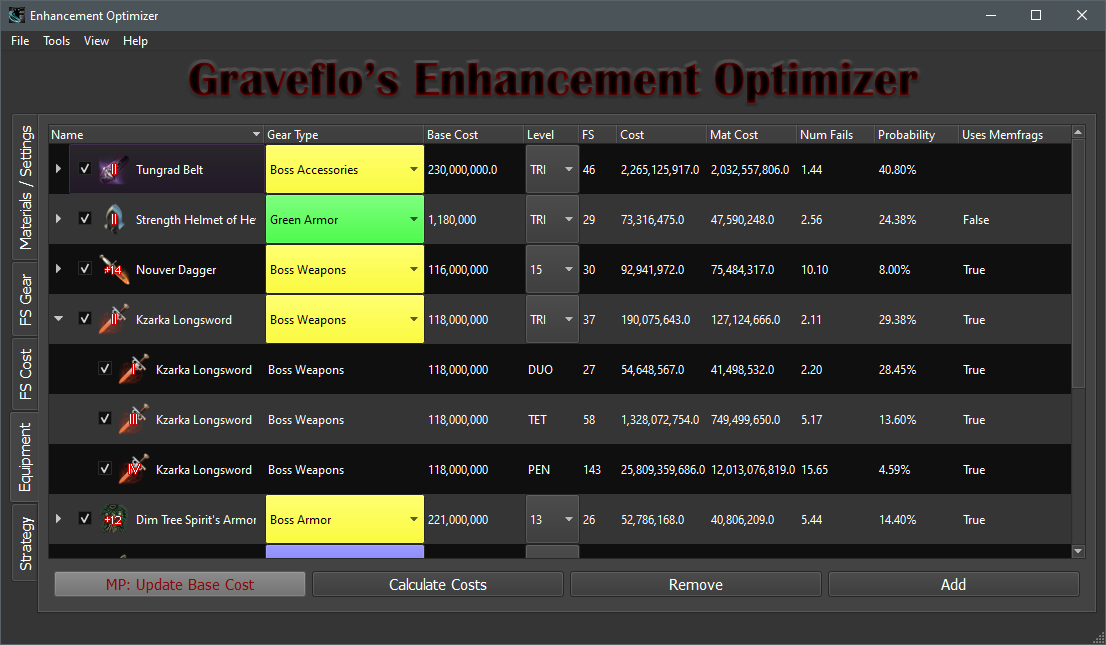 Enhancement Optimizer
File Tools View Help
Graveflo's Enhancement Optimizer
Materials / Settings
FS Gear
FS Cost
Equipment
Strategy
Name Gear Type Base Cost Level FS Cost Mat Cost Num Fails Probability Uses Memfrags
II Tungrad Belt Boss Accessories 230,000,000.0 TRI 46 2,265,125,917.0 2,032,557,806.0 1.44 40.80%
II Strength Helmet of He Green Armor 1,180,000 TRI 29 73,316,475.0 47,590,248.0 2.56 24.38% False
+14 Nouver Dagger Boss Weapons 116,000,000 15 30 92,941,972.0 75,484,317.0 10.10 8.00% True
II Kzarka Longsword Boss Weapons 118,000,000 TRI 37 190,075,643.0 127,124,666.0 2.11 29.38% True
I Kzarka Longsword Boss Weapons 118,000,000 DUO 27 54,648,567.0 41,498,532.0 2.20 28.45% True
III Kzarka Longsword Boss Weapons 118,000,000 TET 58 1,328,072,754.0 749,499,650.0 5.17 13.60% True
IV Kzarka Longsword Boss Weapons 118,000,000 PEN 143 25,809,359,686.0 12,013,076,819.0 15.65 4.59% True
+12 Dim Tree Spirit's Armor Boss Armor 221,000,000 13 26 52,786,168.0 40,806,209.0 5.44 14.40% True
MP: Update Base Cost Calculate Costs Remove Add